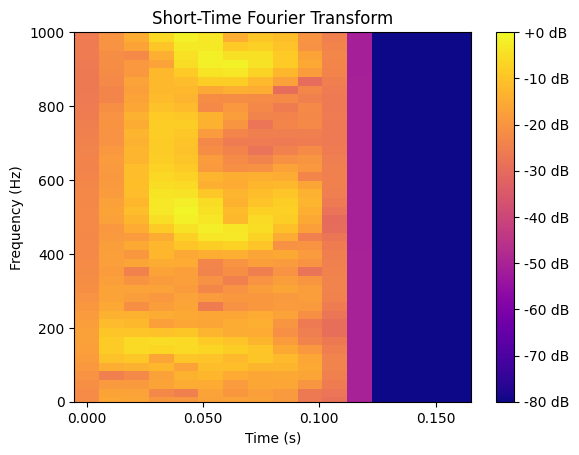 Short-Time Fourier Transform
Frequency (Hz)
1000
800
600
400
200
0
0.000
0.050
0.100
0.150
Time (s)
+0 dB
-10 dB
-20 dB
-30 dB
-40 dB
-50 dB
-60 dB
-70 dB
-80 dB